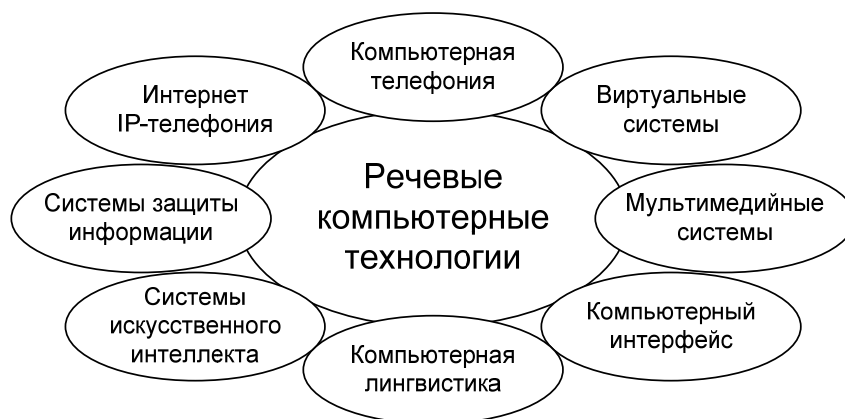 Компьютерная
телефония
Интернет
IP-телефония
Виртуальные
системы
Речевые
компьютерные
технологии
Системы защиты
информации
Мультимедийные
системы
Системы
искусственного
интеллекта
Компьютерный
интерфейс
Компьютерная
лингвистика